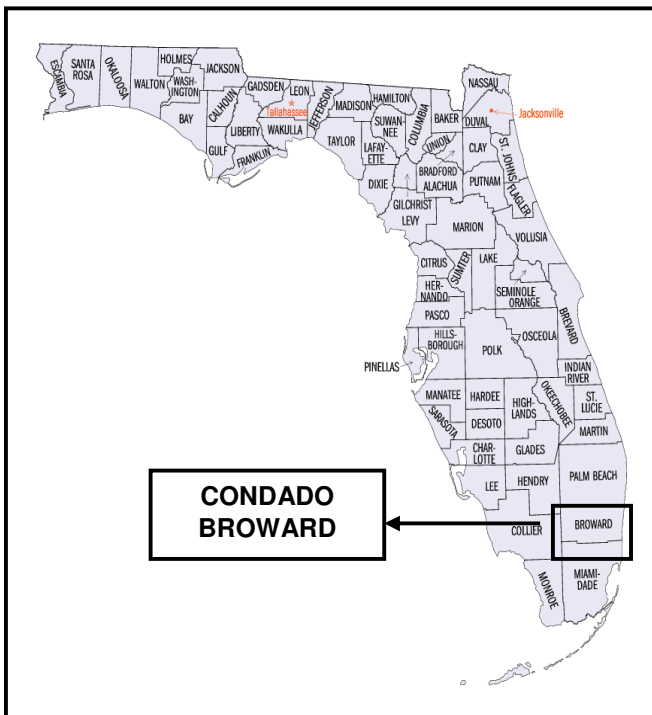 HOLMES
JACKSON
ESCAMBIA
SANTA
ROSA
OKALOOSA
WALTON
WASH-
INGTON
BAY
CALHOUN
GULF
GADSDEN
LEON
Tallahassee
LIBERTY
WAKULLA
FRANKLIN
JEFFERSON
MADISON
TAYLOR
HAMILTON
SUWAN-
NEE
LAFAY-
ETTE
DIXIE
COLUMBIA
BAKER
UNION
BRADFORD
ALACHUA
GILCHRIST
LEVY
NASSAU
DUVAL
Jacksonville
CLAY
ST. JOHNS
PUTNAM
FLAGLER
MARION
VOLUSIA
CITRUS
SUMTER
LAKE
HER-
NANDO
SEMINOLE
ORANGE
PASCO
BREVARD
HILLS-
BOROUGH
POLK
OSCEOLA
PINELLAS
INDIAN
RIVER
MANATEE
HARDEE
HIGH-
LANDS
OKEECHOBEE
ST.
LUCIE
SARASOTA
DESOTO
MARTIN
CHAR-
LOTTE
GLADES
LEE
HENDRY
PALM BEACH
CONDADO
BROWARD
COLLIER
BROWARD
MONROE
MIAMI-
DADE